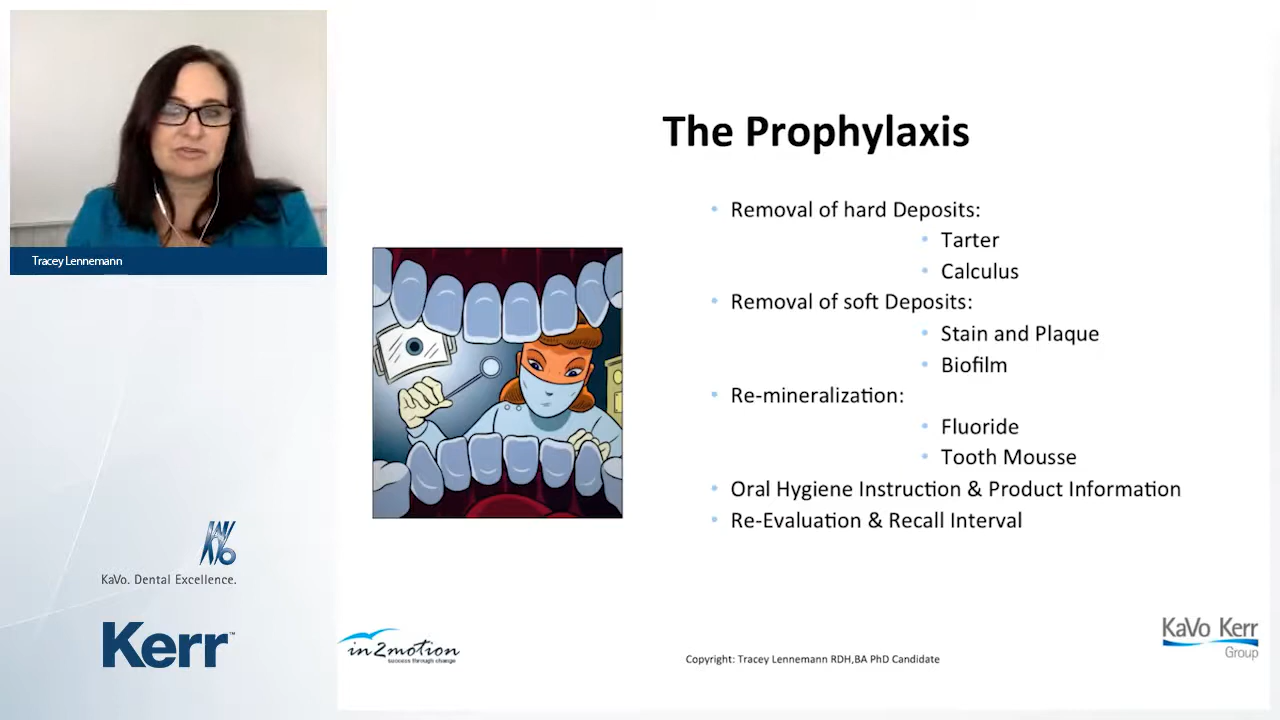 Tracey Lennemann
The Prophylaxis
Removal of hard Deposits:
Tarter
Calculus
Removal of soft Deposits:
Stain and Plaque
Biofilm
Re-mineralization:
Fluoride
Tooth Mousse
Oral Hygiene Instruction & Product Information
Re-Evaluation & Recall Interval
KaVo
KaVo. Dental Excellence.
Kerr™
in2motion
success through change
Copyright: Tracey Lennemann RDH,BA PhD Candidate
KaVo Kerr
Group